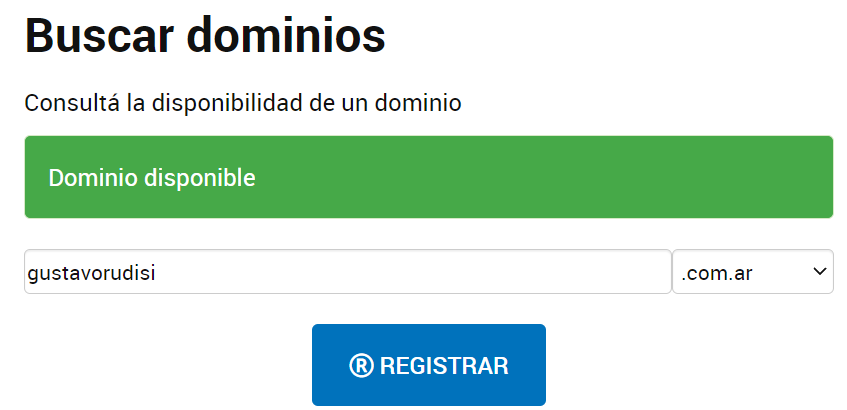 Buscar dominios
Consultá la disponibilidad de un dominio
Dominio disponible
gustavorudisi .com.ar
® REGISTRAR